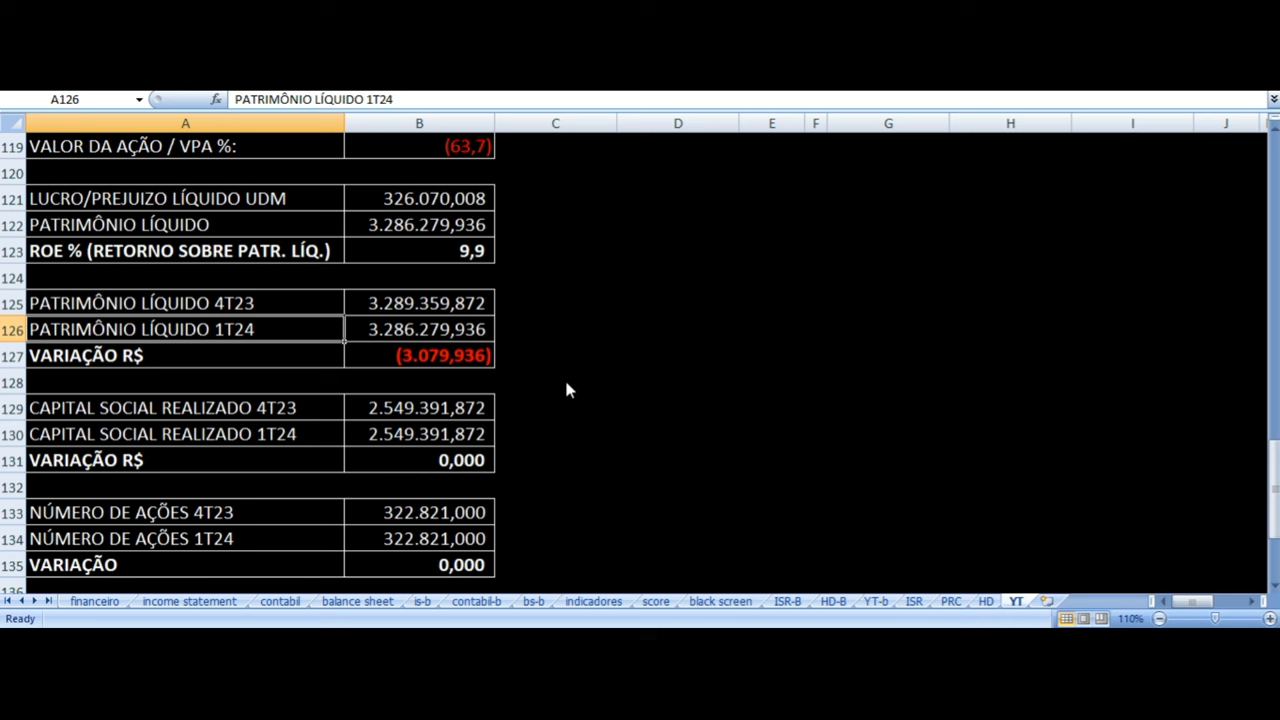 A126 fx PATRIMÔNIO LÍQUIDO 1T24
A B C D E F G H I J
119 VALOR DA AÇÃO / VPA %: (63,7)
120
121 LUCRO/PREJUIZO LÍQUIDO UDM 326.070,008
122 PATRIMÔNIO LÍQUIDO 3.286.279,936
123 ROE % (RETORNO SOBRE PATR. LÍQ.) 9,9
124
125 PATRIMÔNIO LÍQUIDO 4T23 3.289.359,872
126 PATRIMÔNIO LÍQUIDO 1T24 3.286.279,936
127 VARIAÇÃO R$ (3.079,936)
128
129 CAPITAL SOCIAL REALIZADO 4T23 2.549.391,872
130 CAPITAL SOCIAL REALIZADO 1T24 2.549.391,872
131 VARIAÇÃO R$ 0,000
132
133 NÚMERO DE AÇÕES 4T23 322.821,000
134 NÚMERO DE AÇÕES 1T24 322.821,000
135 VARIAÇÃO 0,000
136
financeiro income statement contabil balance sheet is-b contabil-b bs-b indicadores score black screen ISR-B HD-B YT-b ISR PRC HD YT
Ready 110%